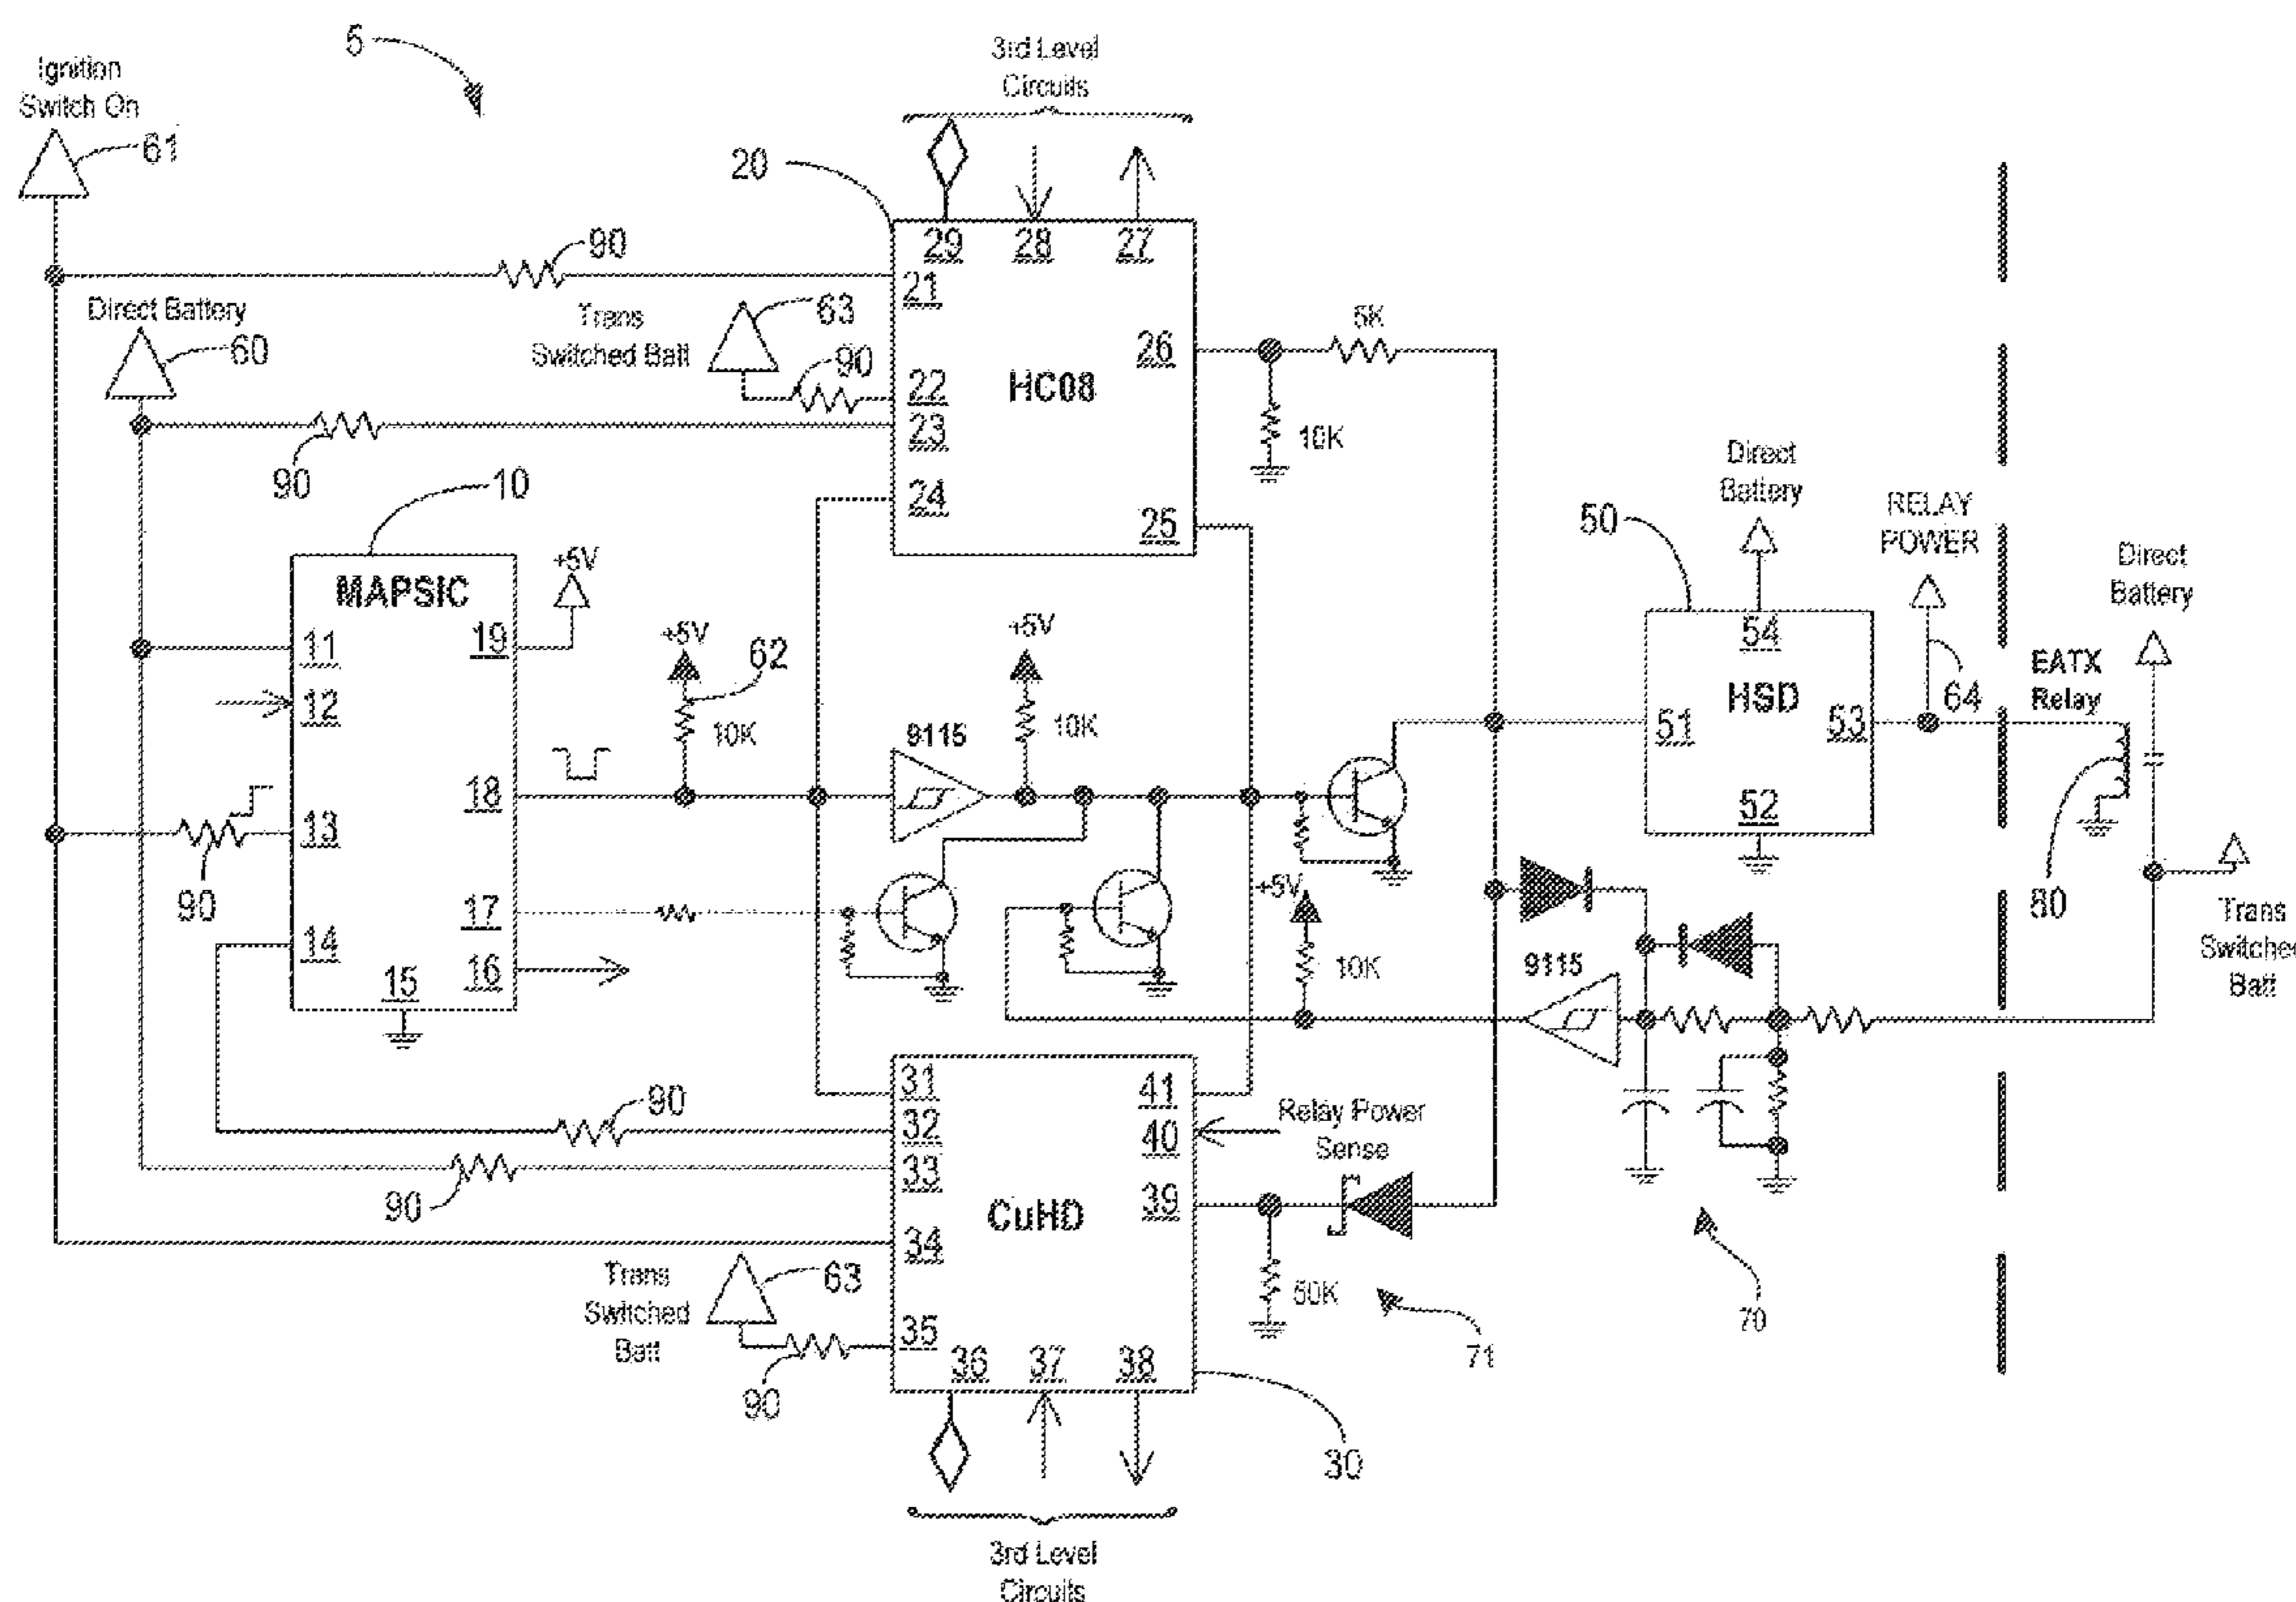 5
Ignition
Switch On
61
3rd Level
Circuits
20
29
28
27
90
21
Direct Battery
60
Trans
Switched Batt
63
90
22
23
HC08
26
5K
10K
90
24
25
10
MAPSIC
+5V
11
19
12
+5V
62
10K
9115
+5V
10K
18
13
90
17
14
16
15
50
Direct
Battery
54
HSD
51
53
52
RELAY
POWER
64
EATX
Relay
Direct
Battery
80
Trans
Switched
Batt
+5V
10K
9115
90
31
32
33
90
34
CuHD
41
40
Relay Power
Sense
39
50K
71
70
Trans
Switched
Batt
63
35
90
36
37
38
30
3rd Level
Circuits